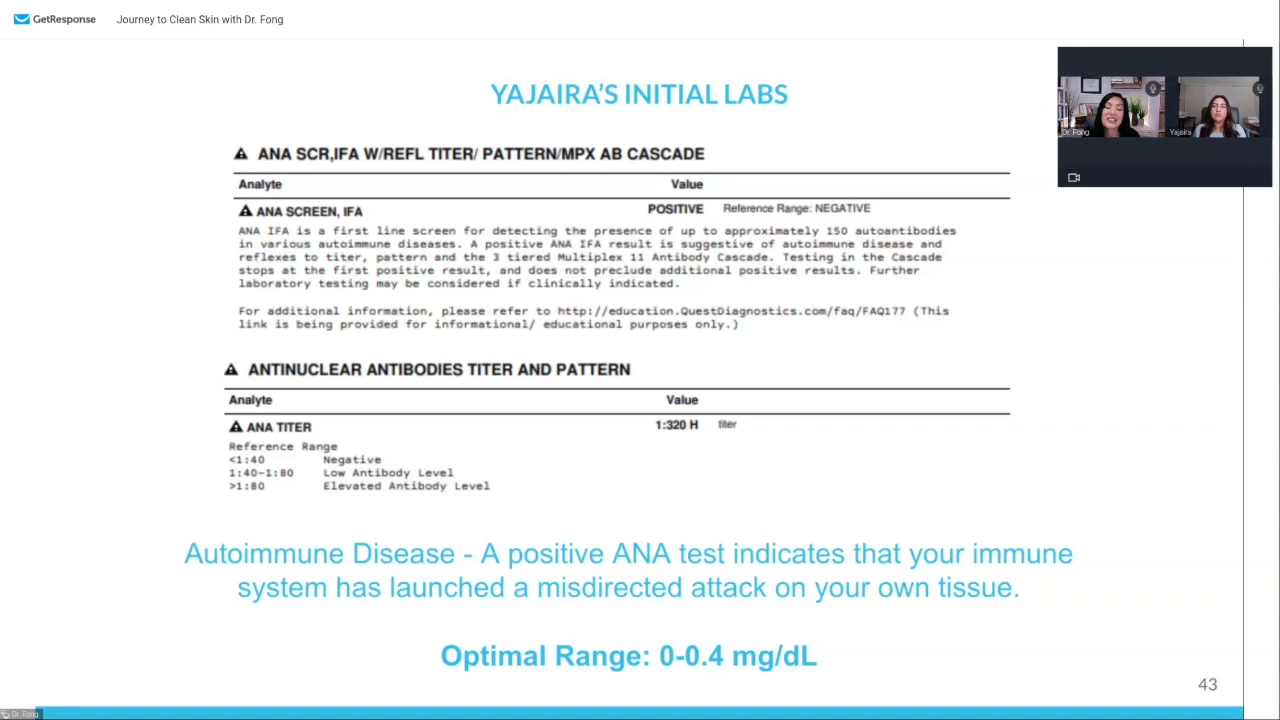 GetResponse Journey to Clean Skin with Dr. Fong
YAJAIRA'S INITIAL LABS
Dr. Fong
Yajaira
ANA SCR,IFA W/REFL TITER/ PATTERN/MPX AB CASCADE
Analyte Value
ANA SCREEN, IFA POSITIVE Reference Range: NEGATIVE
ANA IFA is a first line screen for detecting the presence of up to approximately 150 autoantibodies
in various autoimmune diseases. A positive ANA IFA result is suggestive of autoimmune disease and
reflexes to titer, pattern and the 3 tiered Multiplex 11 Antibody Cascade. Testing in the Cascade
stops at the first positive result, and does not preclude additional positive results. Further
laboratory testing may be considered if clinically indicated.
For additional information, please refer to http://education.QuestDiagnostics.com/faq/FAQ177 (This
link is being provided for informational/ educational purposes only.)
ANTINUCLEAR ANTIBODIES TITER AND PATTERN
Analyte Value
ANA TITER 1:320 H titer
Reference Range
<1:40 Negative
1:40-1:80 Low Antibody Level
>1:80 Elevated Antibody Level
Autoimmune Disease - A positive ANA test indicates that your immune
system has launched a misdirected attack on your own tissue.
Optimal Range: 0-0.4 mg/dL
43
Dr. Fong